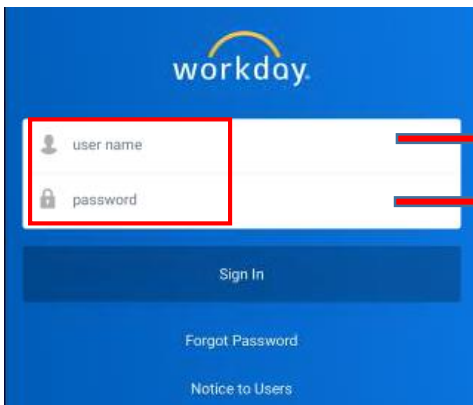 workday.
user name
password
Sign In
Forgot Password
Notice to Users